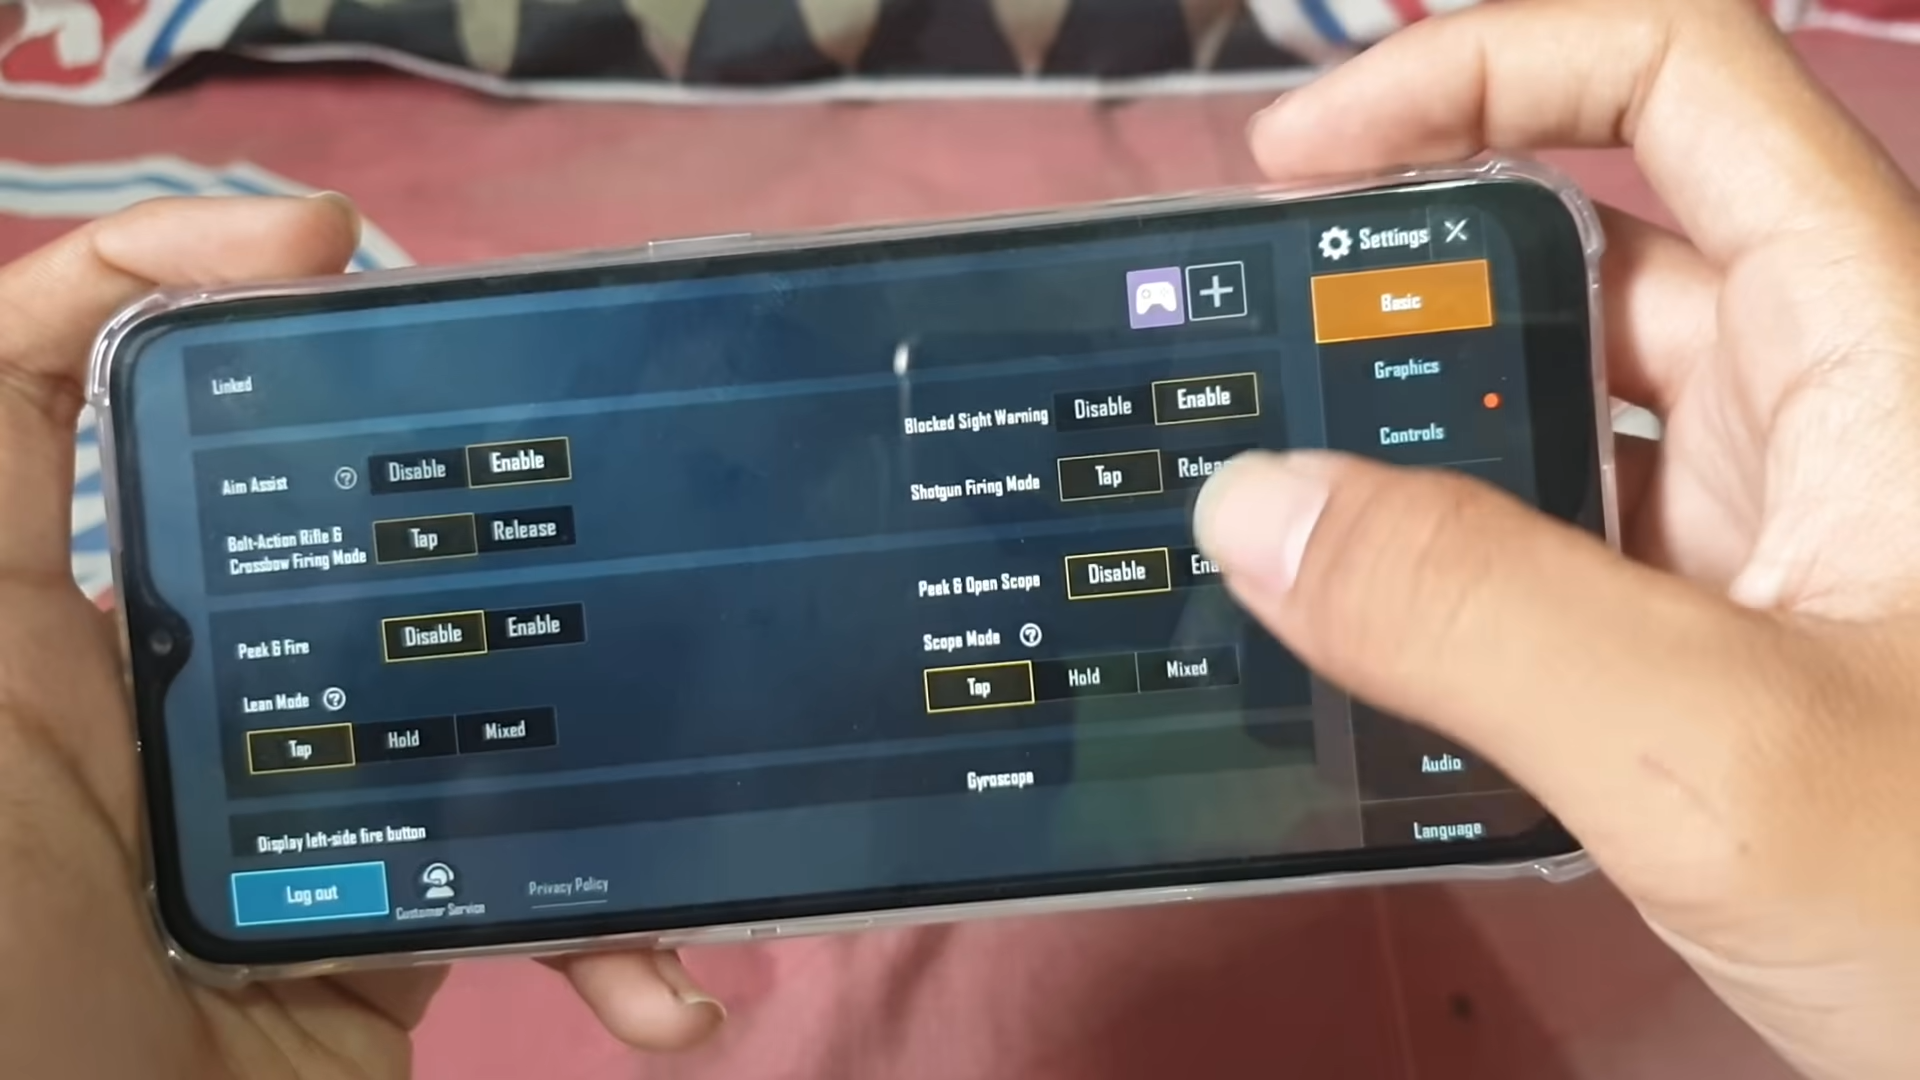 Settings
Basic
Graphics
Controls
Audio
Language
Linked
Aim Assist
Disable
Enable
Bolt-Action Rifle &
Crossbow Firing Mode
Tap
Release
Blocked Sight Warning
Disable
Enable
Shotgun Firing Mode
Tap
Peek & Fire
Disable
Enable
Lean Mode
Tap
Hold
Mixed
Peek & Open Scope
Disable
Scope Mode
Tap
Hold
Mixed
Display left-side fire button
Gyroscope
Log out
Customer Service
Privacy Policy